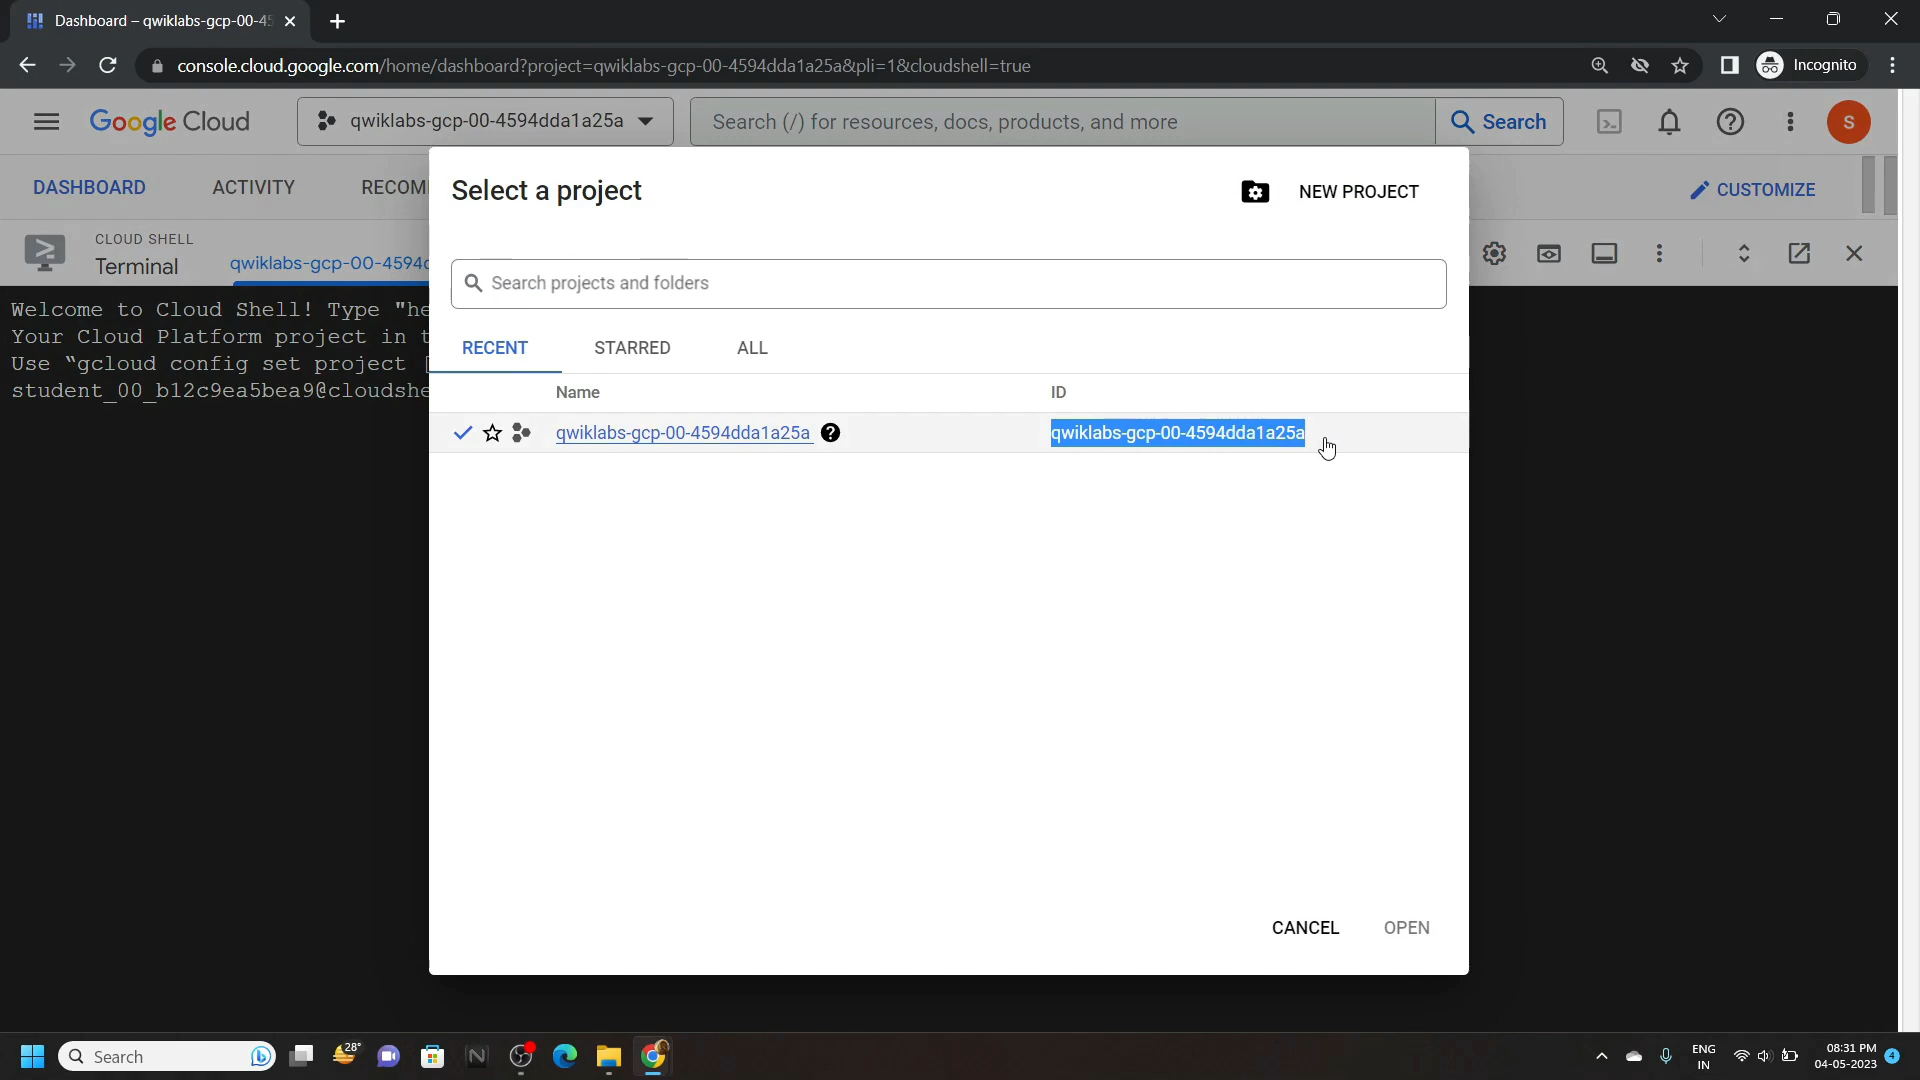 Dashboard – qwiklabs-gcp-00-45
console.cloud.google.com/home/dashboard?project=qwiklabs-gcp-00-4594dda1a25a&pli=1&cloudshell=true
Incognito
Google Cloud
qwiklabs-gcp-00-4594dda1a25a
Search (/) for resources, docs, products, and more
Search
S
DASHBOARD
ACTIVITY
RECOM
CUSTOMIZE
Select a project
NEW PROJECT
CLOUD SHELL
Terminal
qwiklabs-gcp-00-4594
Search projects and folders
Welcome to Cloud Shell! Type "he
Your Cloud Platform project in t
Use “gcloud config set project [
student_00_b12c9ea5bea9@cloudshe
RECENT
STARRED
ALL
Name
ID
qwiklabs-gcp-00-4594dda1a25a
qwiklabs-gcp-00-4594dda1a25a
CANCEL
OPEN
Search
28°
ENG
IN
08:31 PM
04-05-2023
4